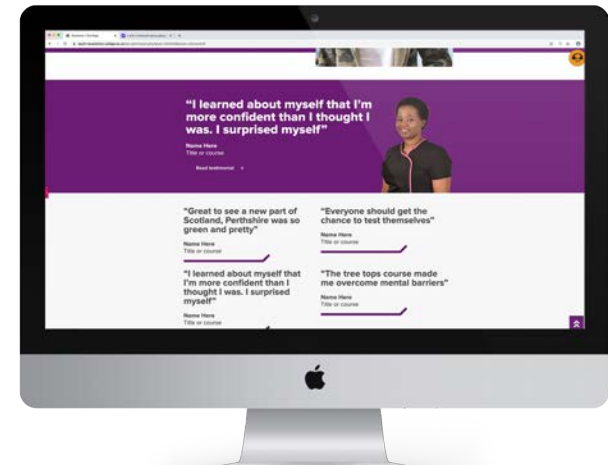 “I learned about myself that I’m
more confident than I thought I
was. I surprised myself”
Name Here
Title or course
Read testimonial
“Great to see a new part of
Scotland, Perthshire was so
green and pretty”
Name Here
Title or course
“Everyone should get the
chance to test themselves”
Name Here
Title or course
“I learned about myself that
I’m more confident than I
thought I was. I surprised
myself”
Name Here
Title or course
“The tree tops course made
me overcome mental barriers”
Name Here
Title or course